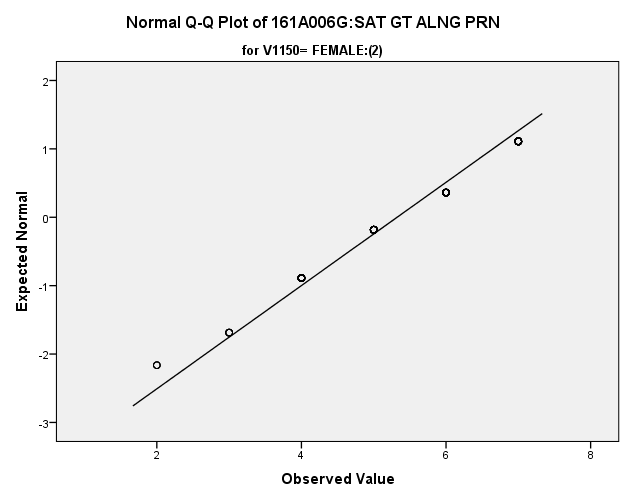 Normal Q-Q Plot of 161A006G:SAT GT ALNG PRN
for V1150= FEMALE:(2)
Expected Normal
2
1
0
-1
-2
-3
2 4 6 8
Observed Value